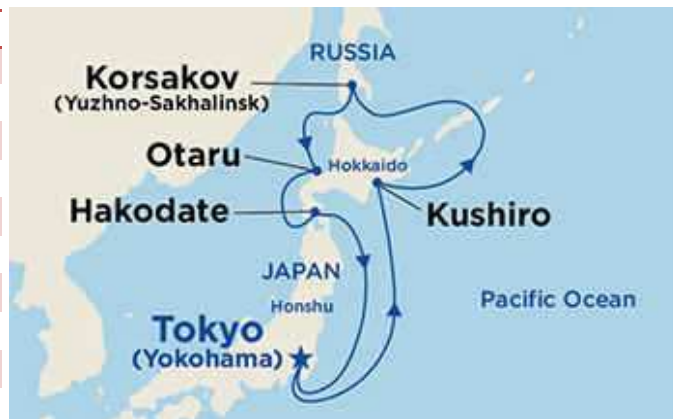 RUSSIA
Korsakov
(Yuzhno-Sakhalinsk)
Otaru
Hokkaido
Hakodate
Kushiro
JAPAN
Honshu
Pacific Ocean
Tokyo
(Yokohama)